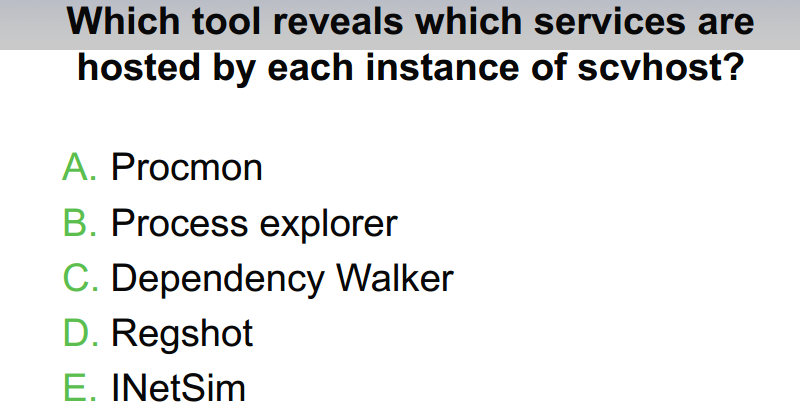 Which tool reveals which services are
hosted by each instance of scvhost?
A. Procmon
B. Process explorer
C. Dependency Walker
D. Regshot
E. INetSim